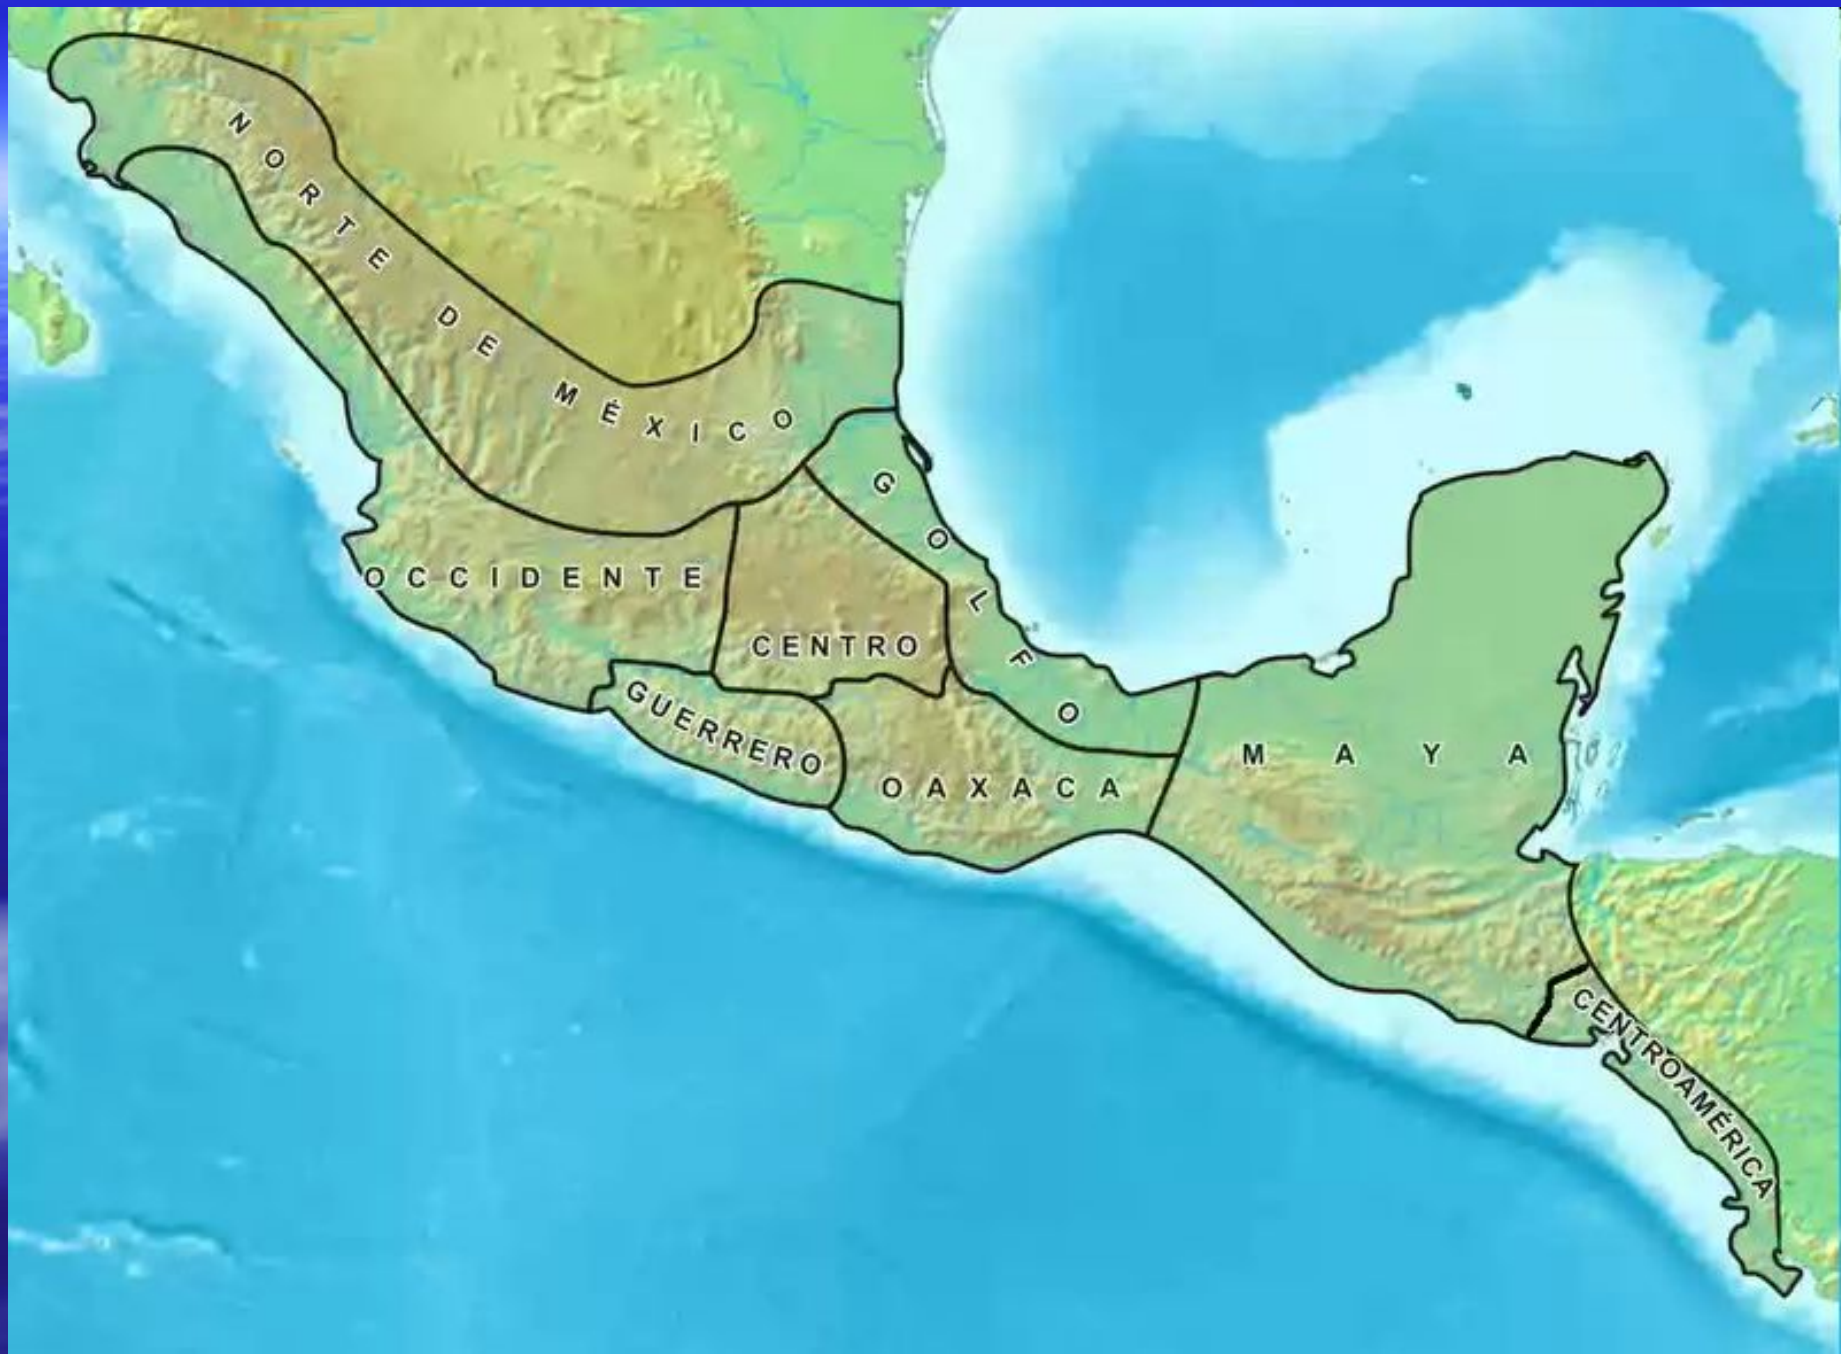 NORTE DE MÉXICO
GOLFO
OCCIDENTE
CENTRO
GUERRERO
OAXACA
MAYA
CENTROAMÉRICA